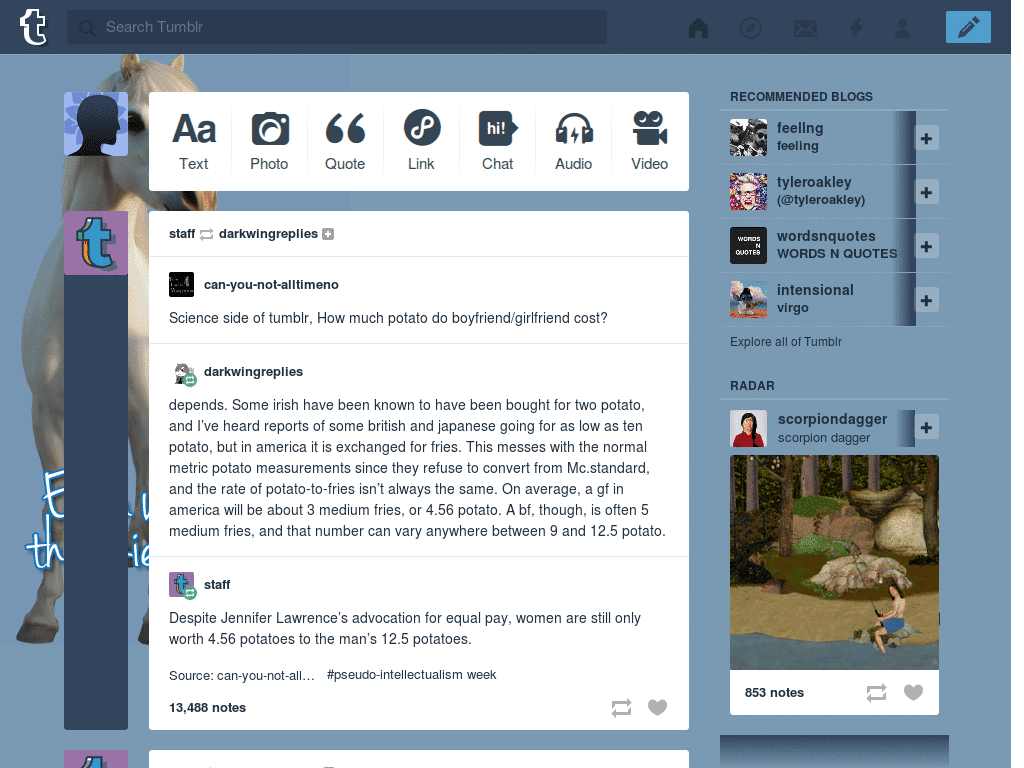 Search Tumblr
Aa
hi!
Text
Photo
Quote
Link
Chat
Audio
Video
staff darkwingreplies
can-you-not-alltimeno
Science side of tumblr, How much potato do boyfriend/girlfriend cost?
darkwingreplies
depends. Some irish have been known to have been bought for two potato,
and I've heard reports of some british and japanese going for as low as ten
potato, but in america it is exchanged for fries. This messes with the normal
metric potato measurements since they refuse to convert from Mc.standard,
and the rate of potato-to-fries isn't always the same. On average, a gf in
america will be about 3 medium fries, or 4.56 potato. A bf, though, is often 5
medium fries, and that number can vary anywhere between 9 and 12.5 potato.
staff
Despite Jennifer Lawrence's advocation for equal pay, women are still only
worth 4.56 potatoes to the man's 12.5 potatoes.
Source: can-you-not-all… #pseudo-intellectualism week
13,488 notes
RECOMMENDED BLOGS
feeling
feeling
tyleroakley
(@tyleroakley)
WORDS
N
QUOTES
wordsnquotes
WORDS N QUOTES
intensional
virgo
Explore all of Tumblr
RADAR
scorpiondagger
scorpion dagger
853 notes